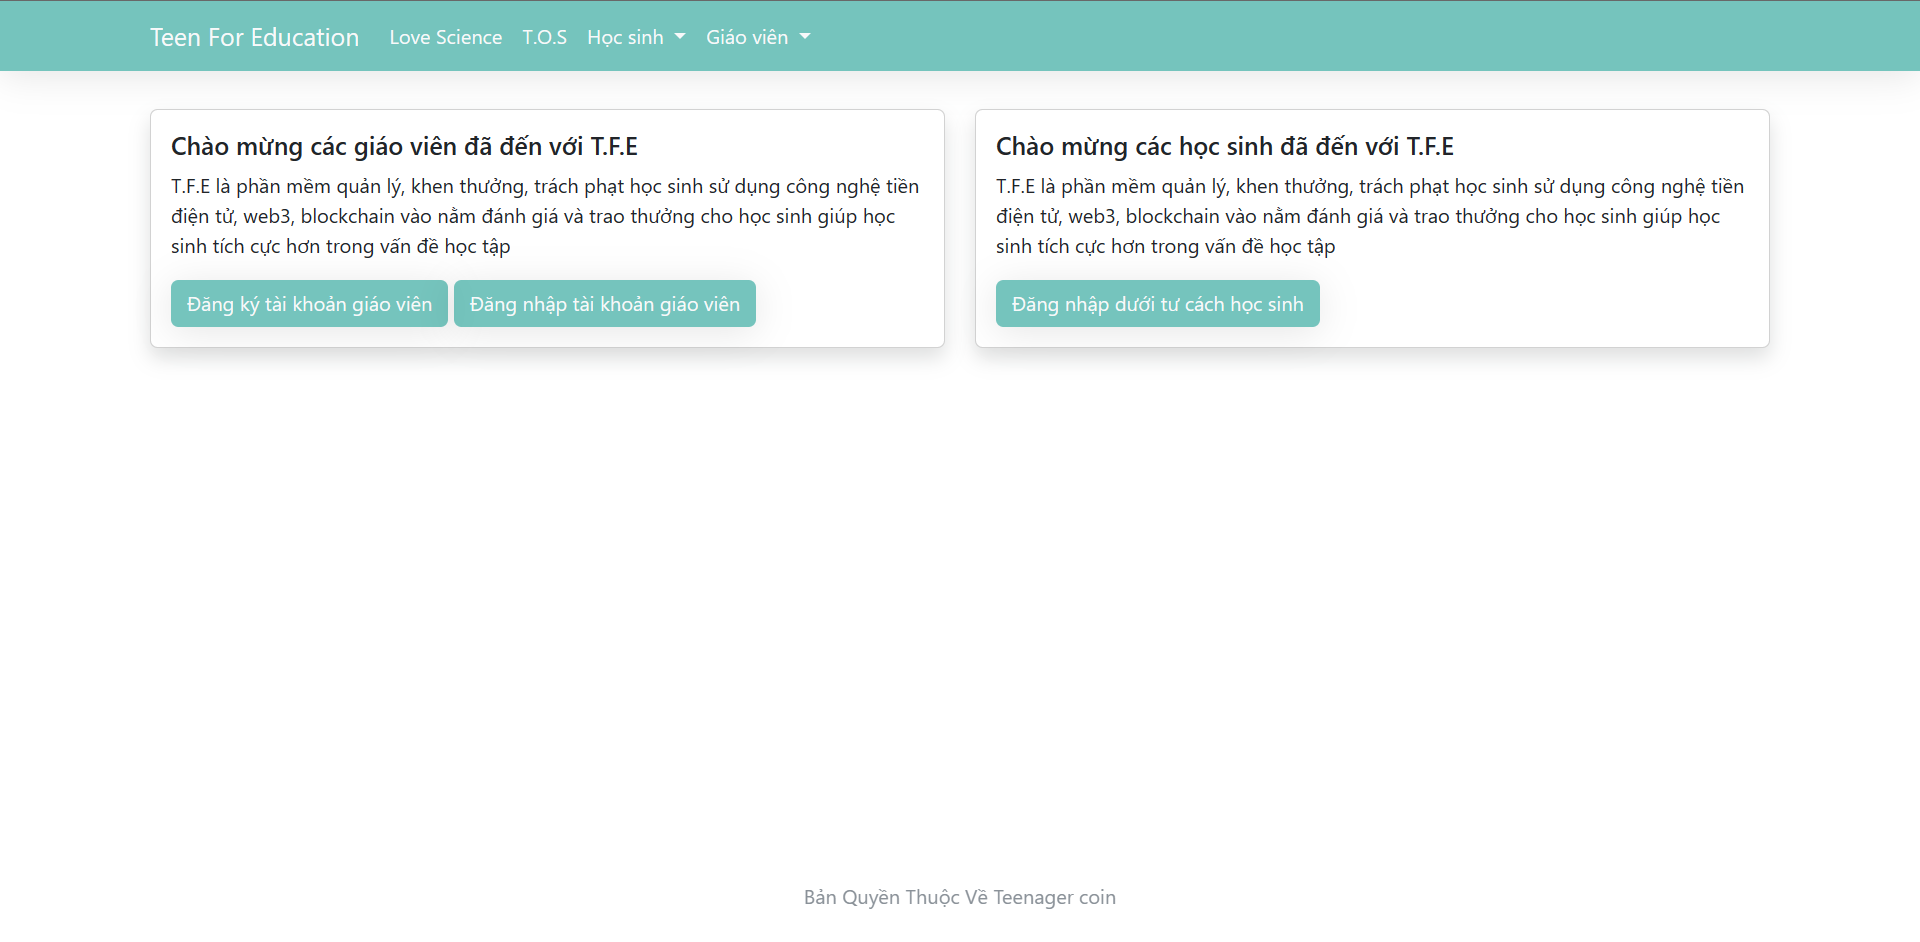 Teen For Education Love Science T.O.S Học sinh Giáo viên
Chào mừng các giáo viên đã đến với T.F.E
T.F.E là phần mềm quản lý, khen thưởng, trách phạt học sinh sử dụng công nghệ tiền
điện tử, web3, blockchain vào nằm đánh giá và trao thưởng cho học sinh giúp học
sinh tích cực hơn trong vấn đề học tập
Đăng ký tài khoản giáo viên Đăng nhập tài khoản giáo viên
Chào mừng các học sinh đã đến với T.F.E
T.F.E là phần mềm quản lý, khen thưởng, trách phạt học sinh sử dụng công nghệ tiền
điện tử, web3, blockchain vào nằm đánh giá và trao thưởng cho học sinh giúp học
sinh tích cực hơn trong vấn đề học tập
Đăng nhập dưới tư cách học sinh
Bản Quyền Thuộc Về Teenager coin